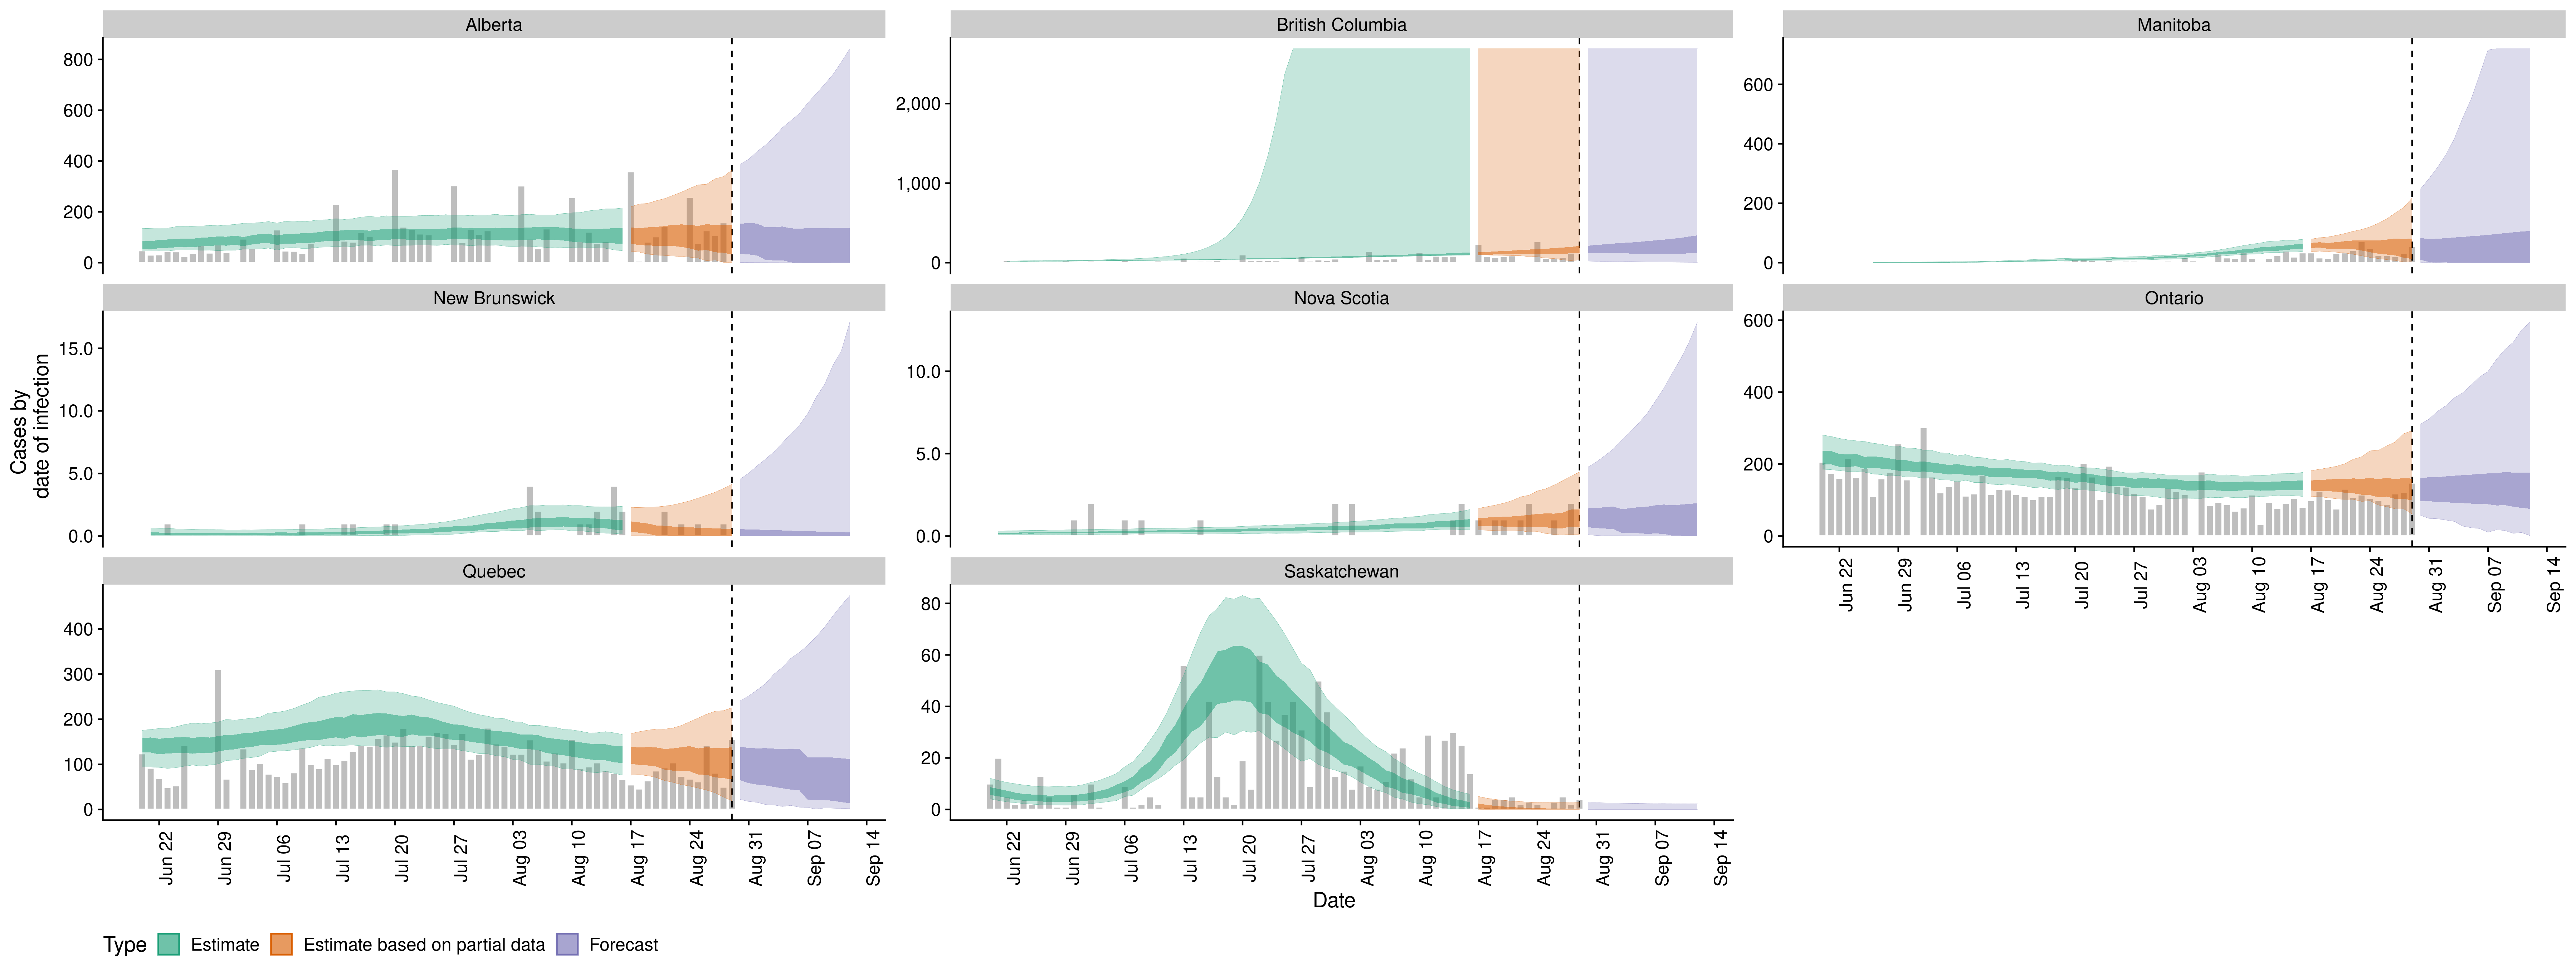 Alberta
British Columbia
Manitoba
800
600
400
200
0
2,000
1,000
0
600
400
200
0
New Brunswick
Nova Scotia
Ontario
15.0
10.0
5.0
0.0
10.0
5.0
0.0
600
400
200
0
Jun 22
Jun 29
Jul 06
Jul 13
Jul 20
Jul 27
Aug 03
Aug 10
Aug 17
Aug 24
Aug 31
Sep 07
Sep 14
Cases by
date of infection
Quebec
Saskatchewan
400
300
200
100
0
80
60
40
20
0
Jun 22
Jun 29
Jul 06
Jul 13
Jul 20
Jul 27
Aug 03
Aug 10
Aug 17
Aug 24
Aug 31
Sep 07
Sep 14
Jun 22
Jun 29
Jul 06
Jul 13
Jul 20
Jul 27
Aug 03
Aug 10
Aug 17
Aug 24
Aug 31
Sep 07
Sep 14
Date
Type Estimate Estimate based on partial data Forecast